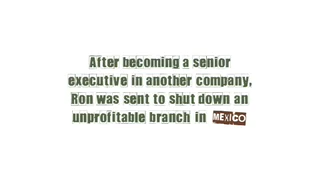 After becoming a senior
executive in another company,
Ron was sent to shut down an
unprofitable branch in MEXICO